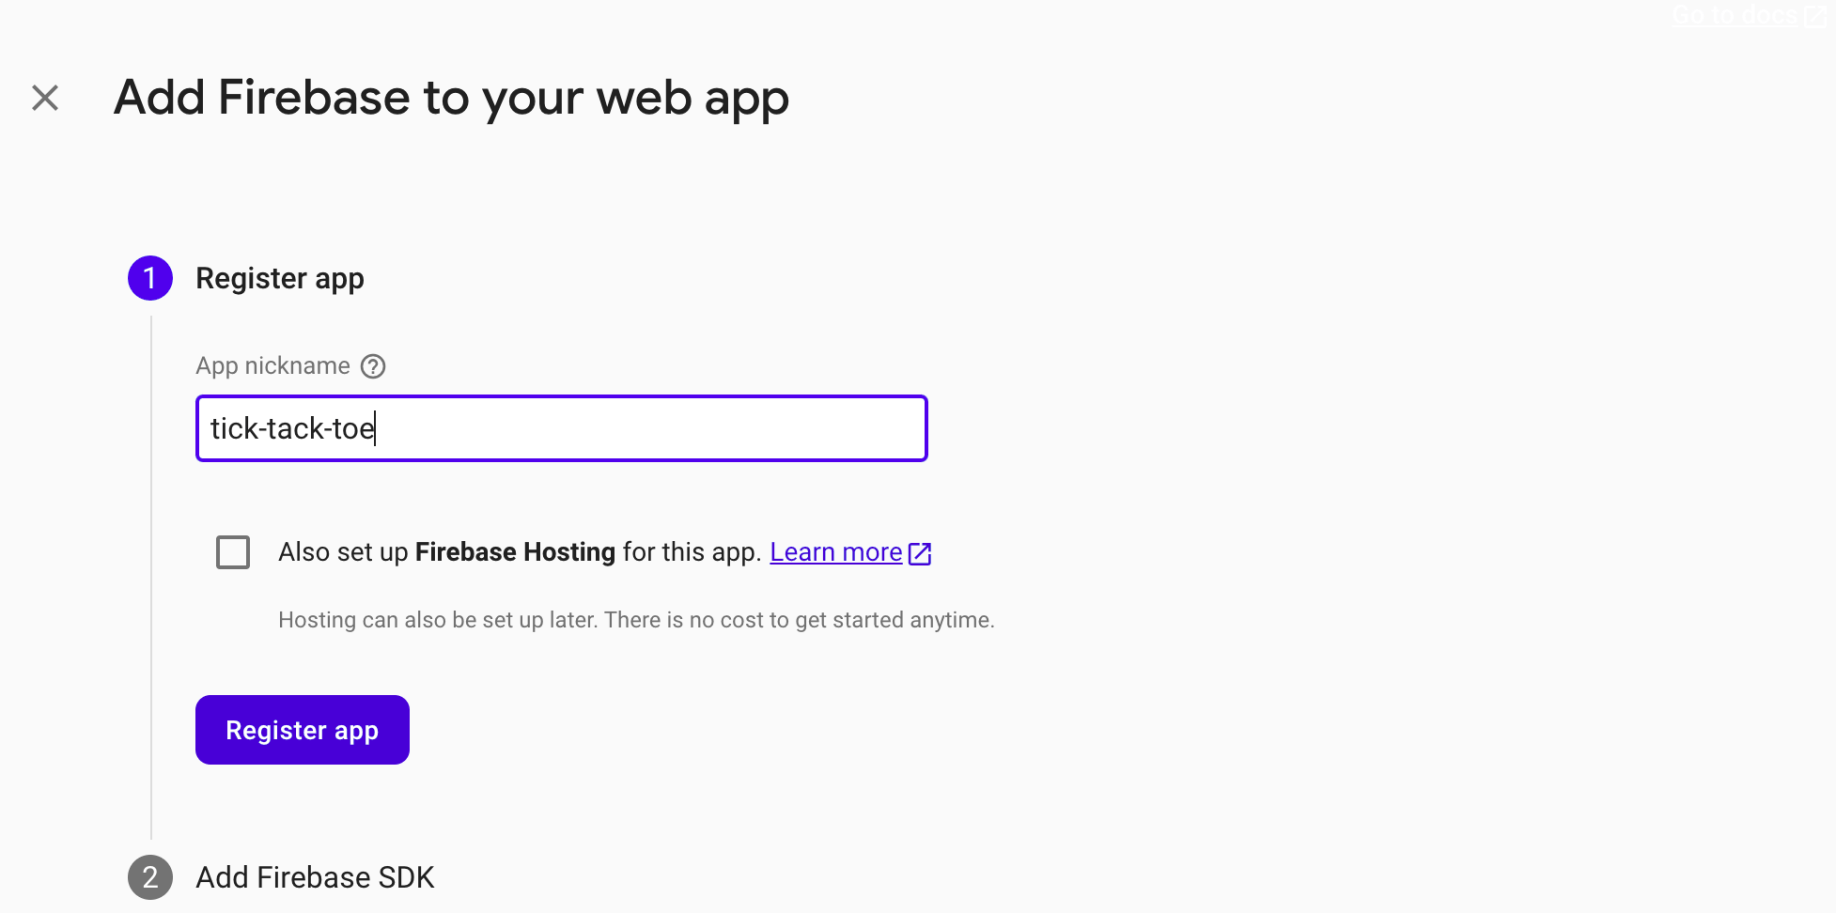 Go to docs
Add Firebase to your web app
1 Register app
App nickname
tick-tack-toe
Also set up Firebase Hosting for this app. Learn more
Hosting can also be set up later. There is no cost to get started anytime.
Register app
2 Add Firebase SDK